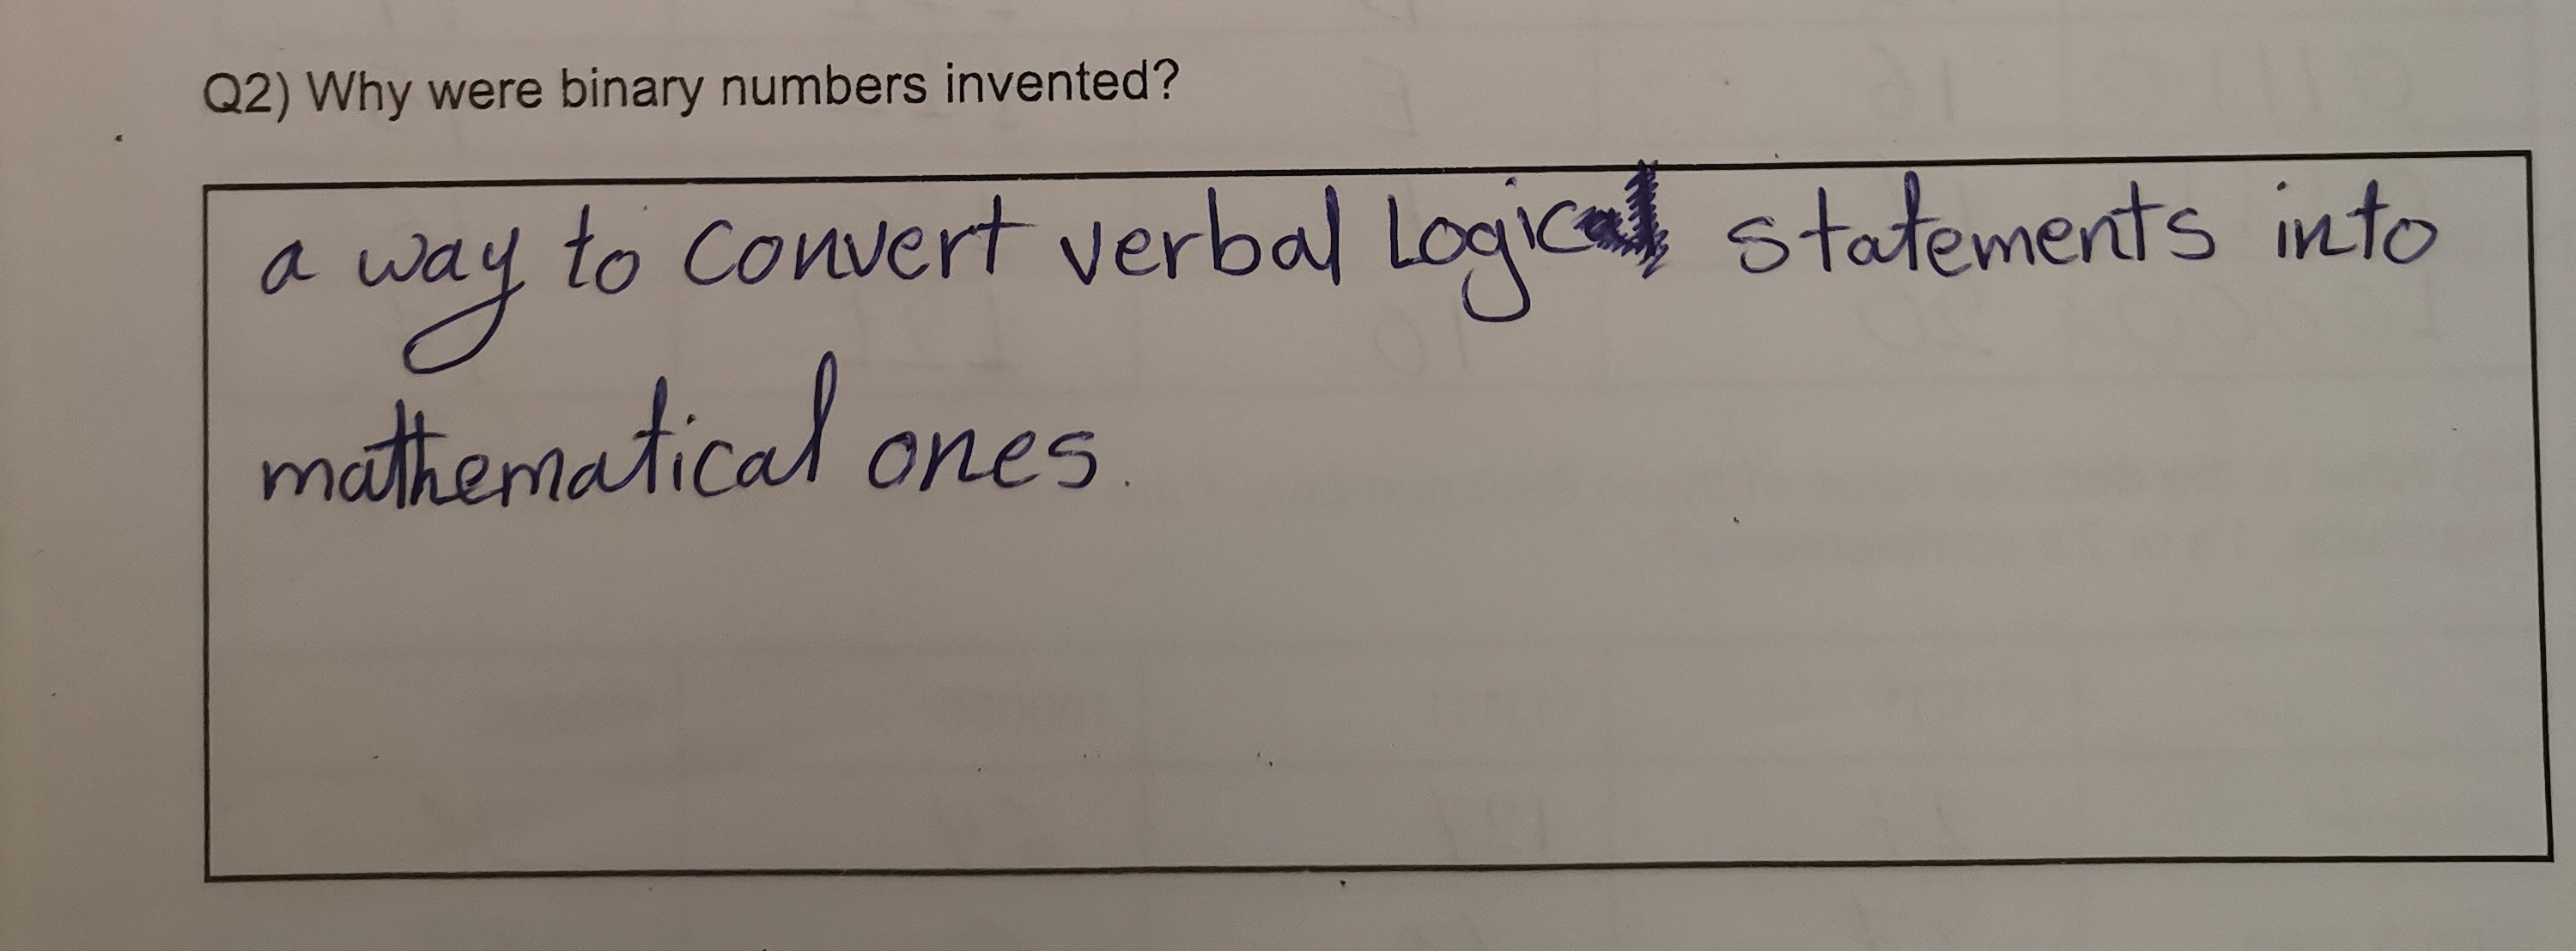 Q2) Why were binary numbers invented?
a way to convert verbal logic statements into
mathematical ones.